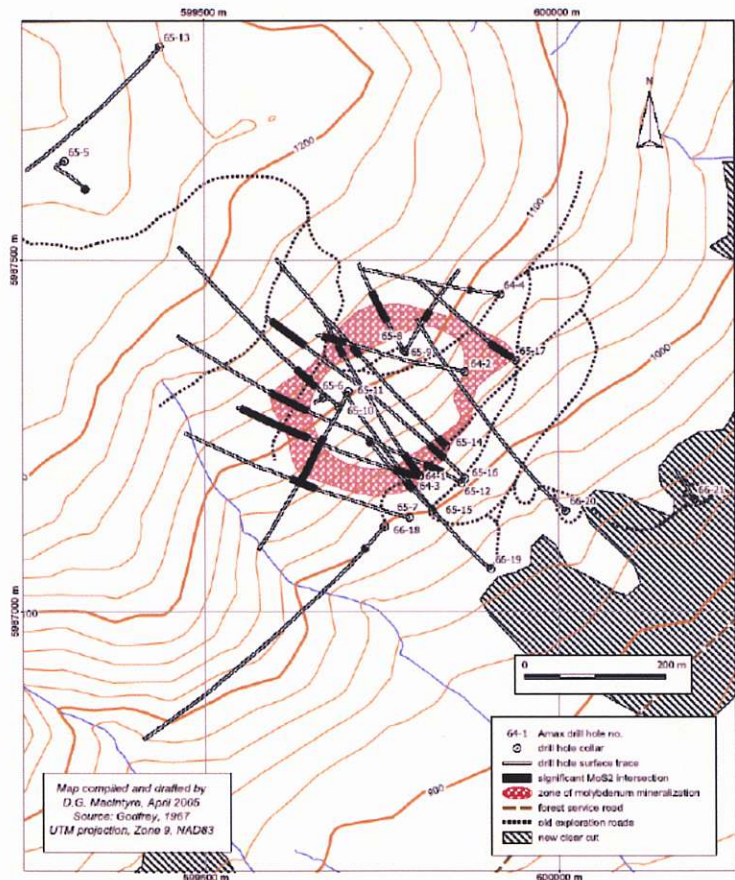 599500 m
600000 m
65-13
N
65-5
1200
1100
5987500 m
64-4
65-8
65-9
65-17
64-2
1000
65-6
65-11
65-10
65-14
64-1
65-16
64-3
65-12
66-21
65-7
65-15
66-20
66-18
66-19
5987000 m
100
0
200 m
64-1 Amax drill hole no.
drill hole collar
drill hole surface trace
significant MoS2 intersection
zone of molybdenum mineralization
forest service road
old exploration roads
new clear cut
900
Map compiled and drafted by
D.G. MacIntyre, April 2005
Source: Godfrey, 1967
UTM projection, Zone 9, NAD83
599500 m
600000 m